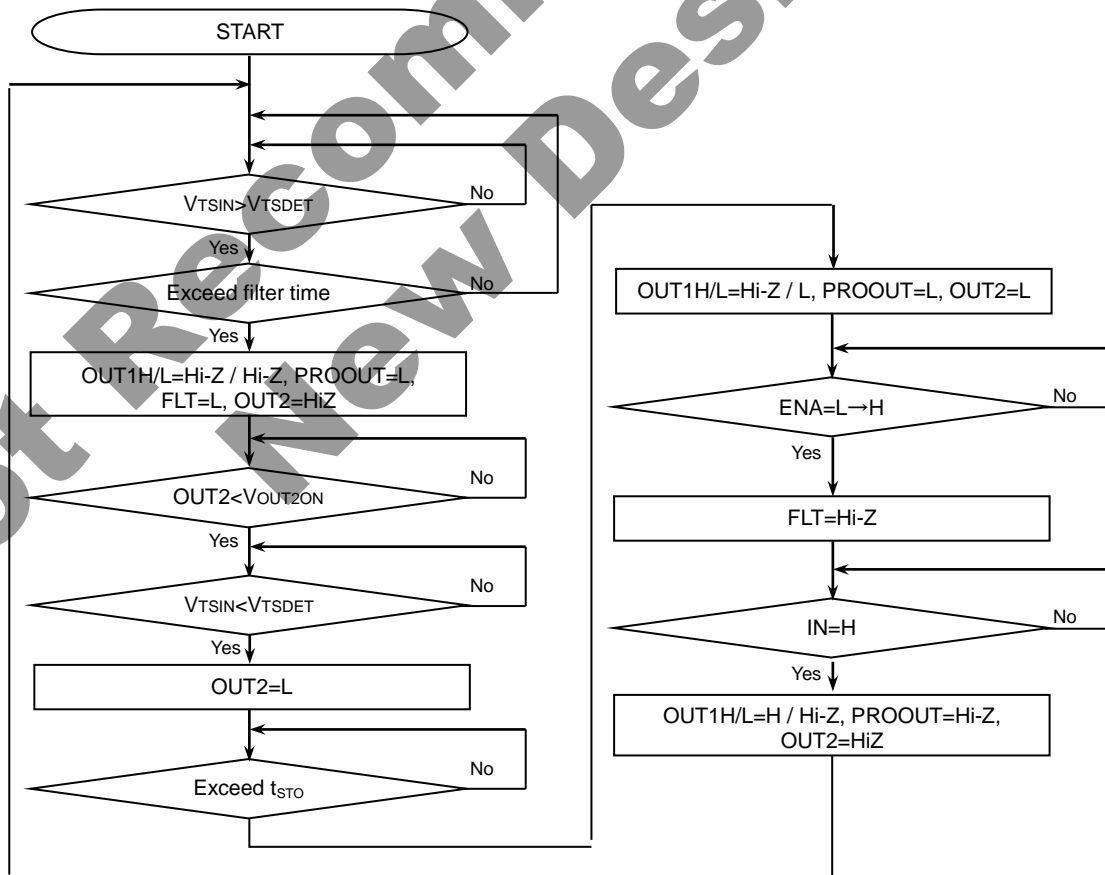 START
VTSIN>VTSDET
No
Yes
Exceed filter time
No
Yes
OUT1H/L=Hi-Z / Hi-Z, PROOUT=L,
FLT=L, OUT2=HiZ
OUT2<VOUT2ON
No
Yes
VTSIN<VTSDET
No
Yes
OUT2=L
Exceed tSTO
No
OUT1H/L=Hi-Z / L, PROOUT=L, OUT2=L
ENA=L→H
No
Yes
FLT=Hi-Z
IN=H
No
Yes
OUT1H/L=H / Hi-Z, PROOUT=Hi-Z,
OUT2=HiZ
New